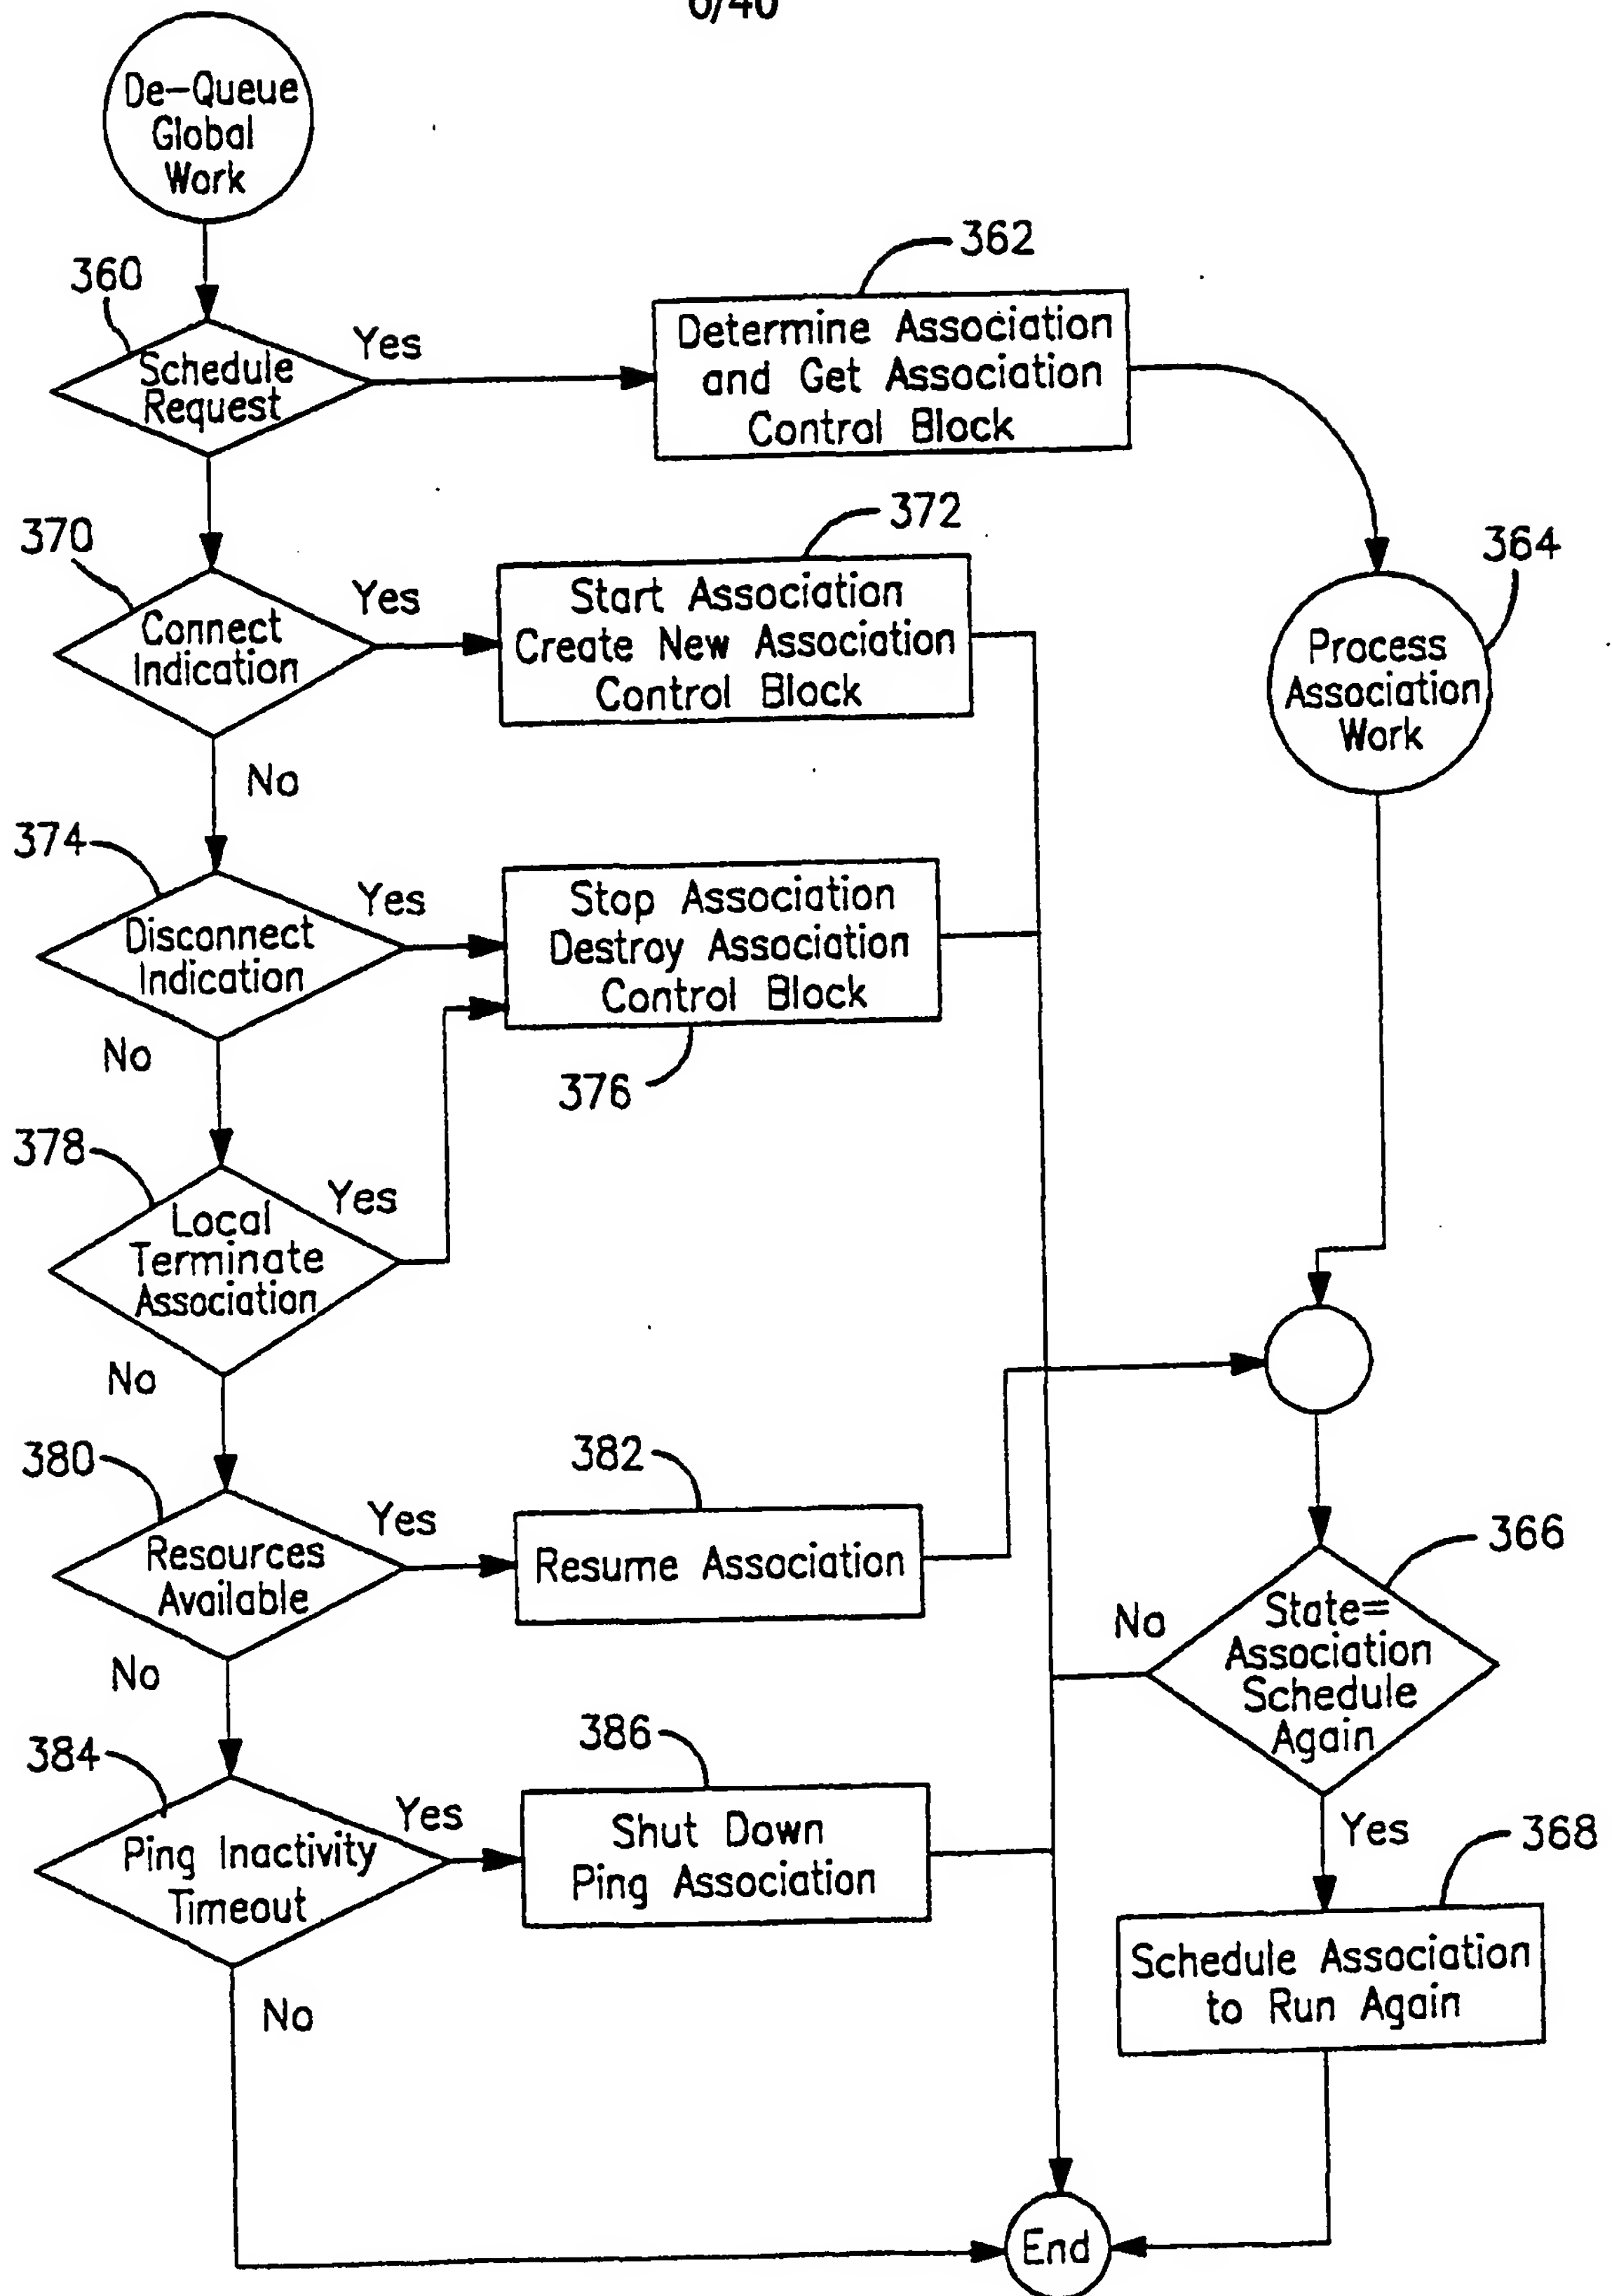 6/40
De-Queue
Global
Work
360
Schedule
Request
Yes
362
Determine Association
and Get Association
Control Block
370
Connect
Indication
Yes
372
Start Association
Create New Association
Control Block
364
Process
Association
Work
No
374
Disconnect
Indication
Yes
Stop Association
Destroy Association
Control Block
376
No
378
Local
Terminate
Association
Yes
No
380
Resources
Available
Yes
382
Resume Association
366
State=
Association
Schedule
Again
No
No
384
Ping Inactivity
Timeout
Yes
386
Shut Down
Ping Association
Yes
368
Schedule Association
to Run Again
No
End